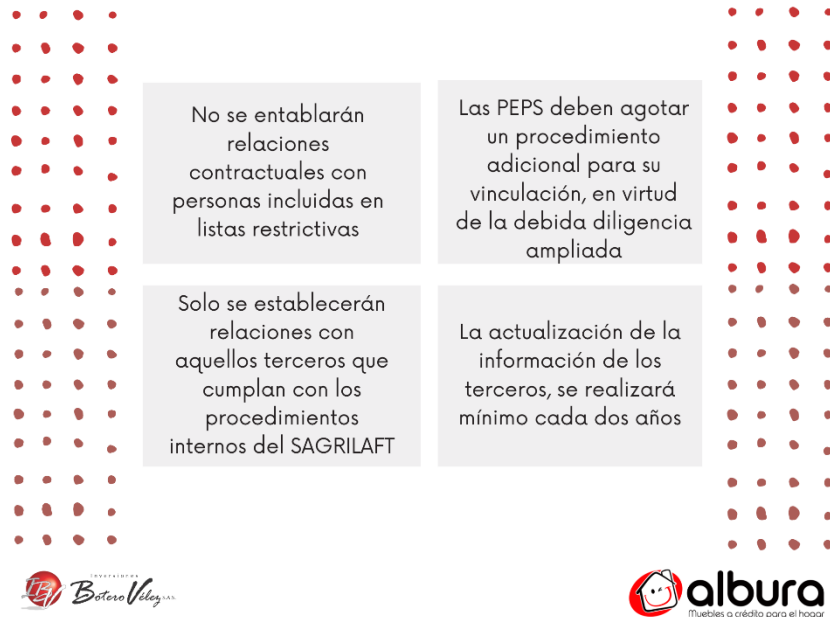 No se entablarán
relaciones
contractuales con
personas incluidas en
listas restrictivas
Las PEPS deben agotar
un procedimiento
adicional para su
vinculación, en virtud
de la debida diligencia
ampliada
Solo se establecerán
relaciones con
aquellos terceros que
cumplan con los
procedimientos
internos del SAGRILAFT
La actualización de la
información de los
terceros, se realizará
mínimo cada dos años
IBV
Inversiones
Botero Vélez S.A.S.
albura
Muebles a crédito para el hogar